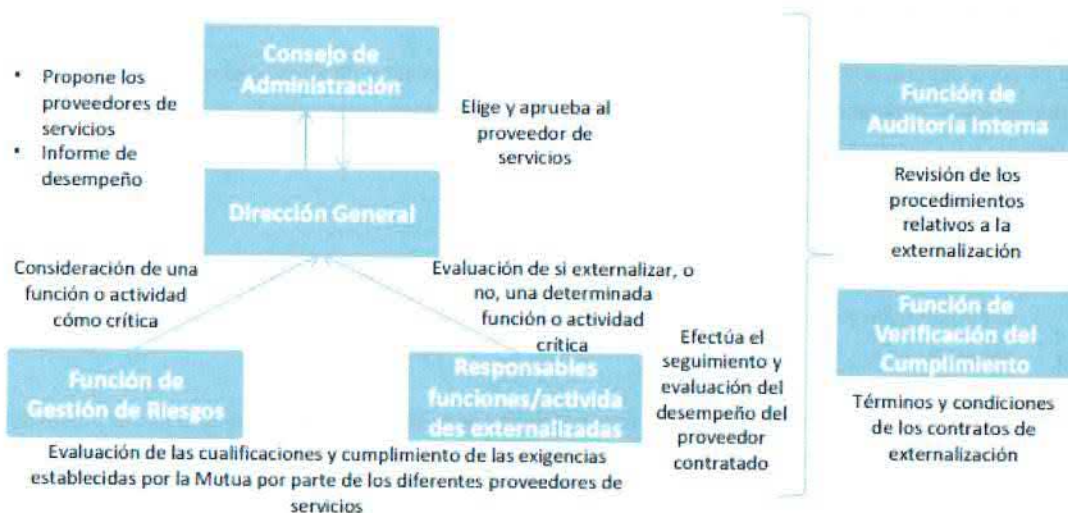 Consejo de
Administración
• Propone los
proveedores de
servicios
• Informe de
desempeño
Elige y aprueba al
proveedor de
servicios
Dirección General
Consideración de una
función o actividad
cómo crítica
Evaluación de si externalizar, o
no, una determinada
función o actividad
crítica
Función de
Gestión de Riesgos
Responsables
funciones/activida
des externalizadas
Efectúa el
seguimiento y
evaluación del
desempeño del
proveedor
contratado
Evaluación de las cualificaciones y cumplimiento de las exigencias
establecidas por la Mutua por parte de los diferentes proveedores de
servicios
Función de
Auditoría Interna
Revisión de los
procedimientos
relativos a la
externalización
Función de
Verificación del
Cumplimiento
Términos y condiciones
de los contratos de
externalización